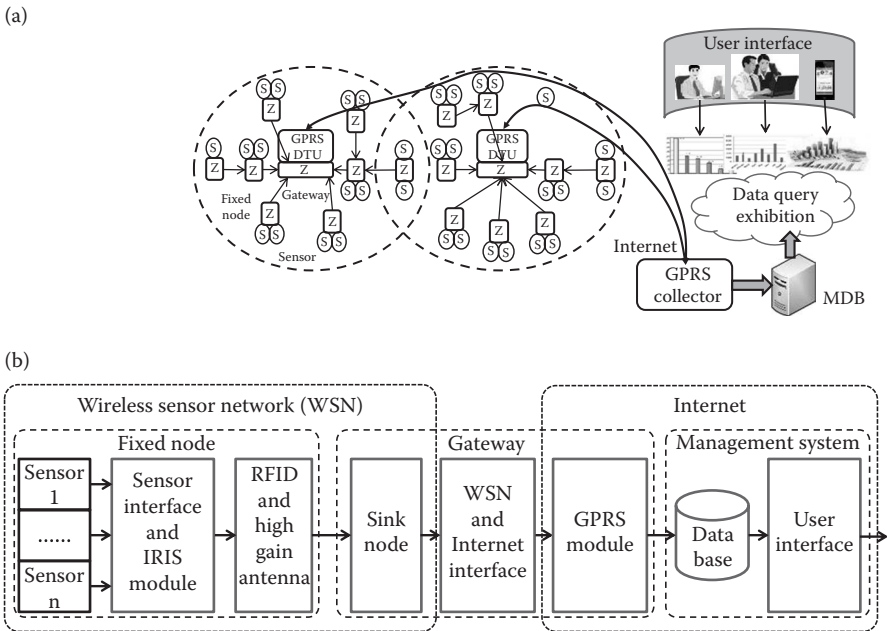 (a)
User interface
S S
Z
S S
Z
S S
Z
S
GPRS
DTU
Z
S
Z
S S
Z
Z
S S
S
Z
S
Fixed
node
Gateway
Z
S S
Z
S S
Sensor
S S
Z
S S
Z
GPRS
DTU
Z
S S
Z
Z
S S
S
Z
S
Z
S S
Z
S S
Z
S S
Data query
exhibition
Internet
GPRS
collector
MDB
(b)
Wireless sensor network (WSN)
Internet
Fixed node
Gateway
Management system
Sensor
1
......
Sensor
n
Sensor
interface
and
IRIS
module
RFID
and
high
gain
antenna
Sink
node
WSN
and
Internet
interface
GPRS
module
Data
base
User
interface